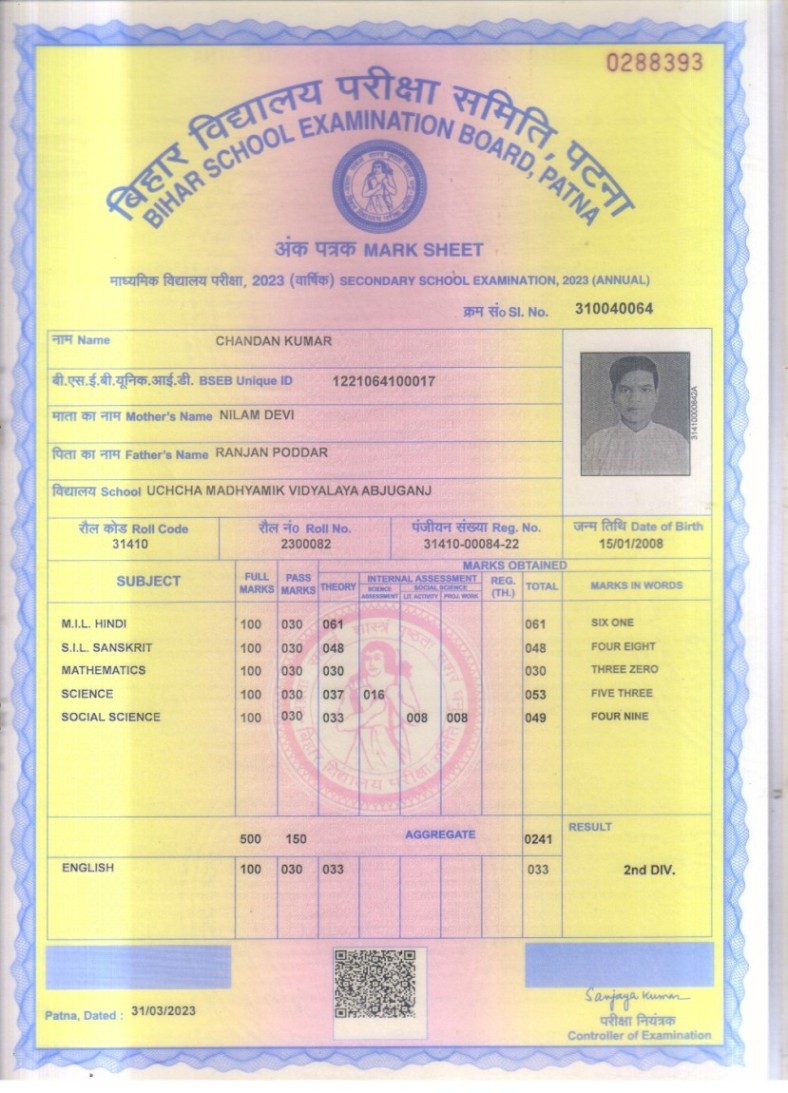 0288393
बिहार विद्यालय परीक्षा समिति, पटना
BIHAR SCHOOL EXAMINATION BOARD, PATNA
अंक पत्रक MARK SHEET
माध्यमिक विद्यालय परीक्षा, 2023 (वार्षिक) SECONDARY SCHOOL EXAMINATION, 2023 (ANNUAL)
क्रम सं० Sl. No. 310040064
नाम Name CHANDAN KUMAR
बी.एस.ई.बी.यूनिक.आई.डी. BSEB Unique ID 1221064100017
माता का नाम Mother's Name NILAM DEVI
पिता का नाम Father's Name RANJAN PODDAR
विद्यालय School UCHCHA MADHYAMIK VIDYALAYA ABJUGANJ
रौल कोड Roll Code रौल नं० Roll No. पंजीयन संख्या Reg. No. जन्म तिथि Date of Birth
31410 2300082 31410-00084-22 15/01/2008
MARKS OBTAINED
SUBJECT FULL MARKS PASS MARKS THEORY INTERNAL ASSESSMENT REG. (TH.) TOTAL MARKS IN WORDS
SCIENCE ASSESSMENT SOCIAL SCIENCE LIT. ACTIVITY PROJ. WORK
M.I.L. HINDI 100 030 061 061 SIX ONE
S.I.L. SANSKRIT 100 030 048 048 FOUR EIGHT
MATHEMATICS 100 030 030 030 THREE ZERO
SCIENCE 100 030 037 016 053 FIVE THREE
SOCIAL SCIENCE 100 030 033 008 008 049 FOUR NINE
500 150 AGGREGATE 0241 RESULT
ENGLISH 100 030 033 033 2nd DIV.
Patna, Dated : 31/03/2023
Sanjaya Kumar
परीक्षा नियंत्रक
Controller of Examination